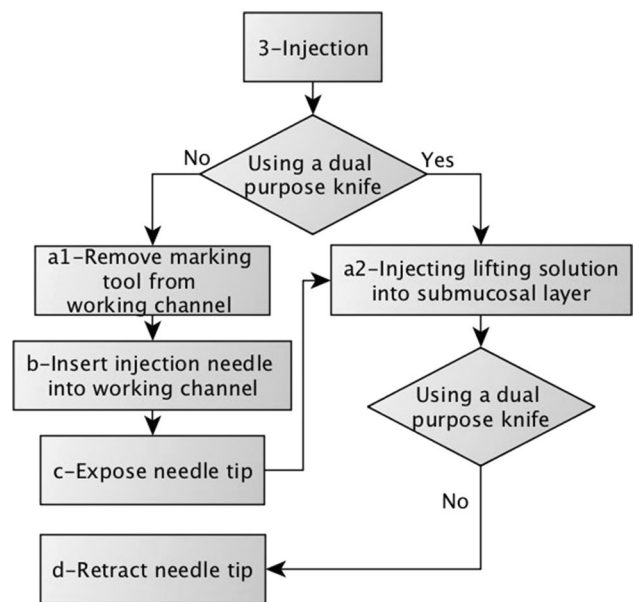 3-Injection
Using a dual
purpose knife
No
Yes
a1-Remove marking
tool from
working channel
a2-Injecting lifting solution
into submucosal layer
b-Insert injection needle
into working channel
Using a dual
purpose knife
c-Expose needle tip
No
d-Retract needle tip